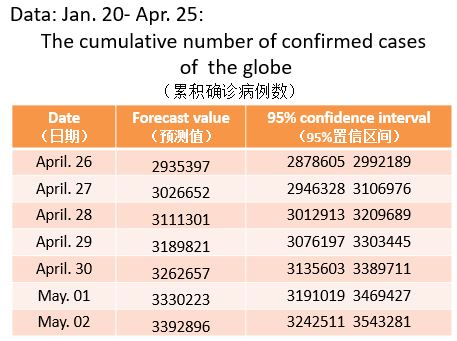 Data: Jan. 20- Apr. 25:
The cumulative number of confirmed cases
of the globe
（累积确诊病例数）
Date Forecast value 95% confidence interval
（日期） （预测值） （95%置信区间）
April. 26 2935397 2878605 2992189
April. 27 3026652 2946328 3106976
April. 28 3111301 3012913 3209689
April. 29 3189821 3076197 3303445
April. 30 3262657 3135603 3389711
May. 01 3330223 3191019 3469427
May. 02 3392896 3242511 3543281